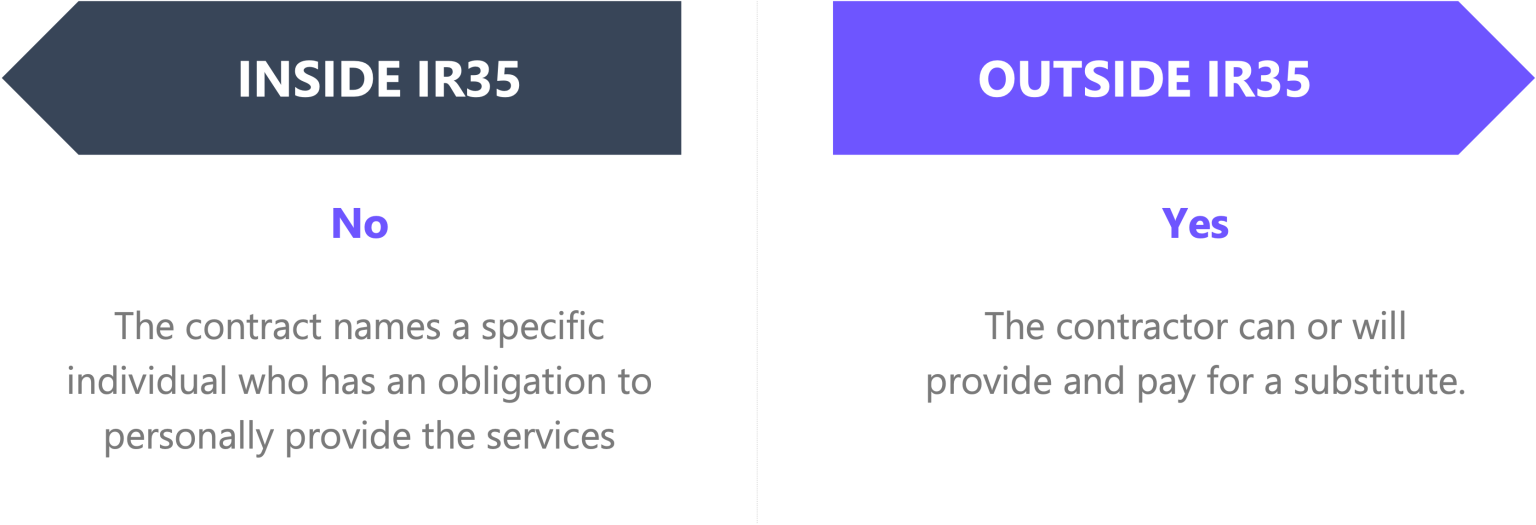 INSIDE IR35
No
The contract names a specific
individual who has an obligation to
personally provide the services
OUTSIDE IR35
Yes
The contractor can or will
provide and pay for a substitute.